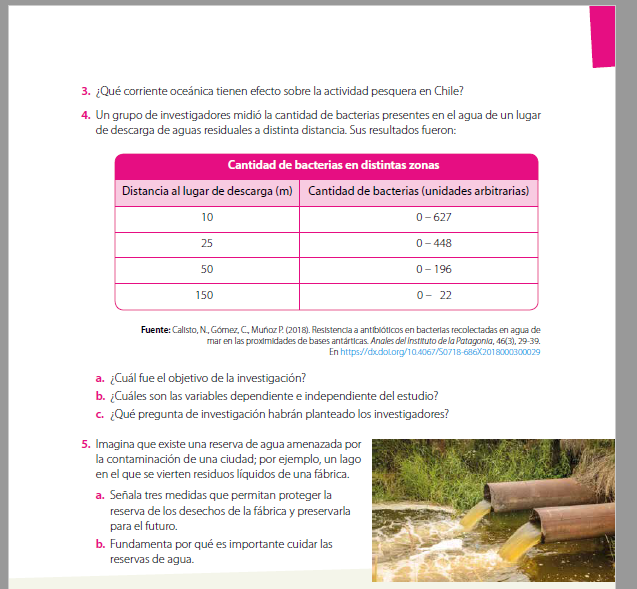 3. ¿Qué corriente oceánica tienen efecto sobre la actividad pesquera en Chile?
4. Un grupo de investigadores midió la cantidad de bacterias presentes en el agua de un lugar
de descarga de aguas residuales a distinta distancia. Sus resultados fueron:
Cantidad de bacterias en distintas zonas
Distancia al lugar de descarga (m) Cantidad de bacterias (unidades arbitrarias)
10 0 – 627
25 0 – 448
50 0 – 196
150 0 – 22
Fuente: Calisto, N., Gómez, C., Muñoz P. (2018). Resistencia a antibióticos en bacterias recolectadas en agua de
mar en las proximidades de bases antárticas. Anales del Instituto de la Patagonia, 46(3), 29-39.
En https://dx.doi.org/10.4067/S0718-686X2018000300029
a. ¿Cuál fue el objetivo de la investigación?
b. ¿Cuáles son las variables dependiente e independiente del estudio?
c. ¿Qué pregunta de investigación habrán planteado los investigadores?
5. Imagina que existe una reserva de agua amenazada por
la contaminación de una ciudad; por ejemplo, un lago
en el que se vierten residuos líquidos de una fábrica.
a. Señala tres medidas que permitan proteger la
reserva de los desechos de la fábrica y preservarla
para el futuro.
b. Fundamenta por qué es importante cuidar las
reservas de agua.